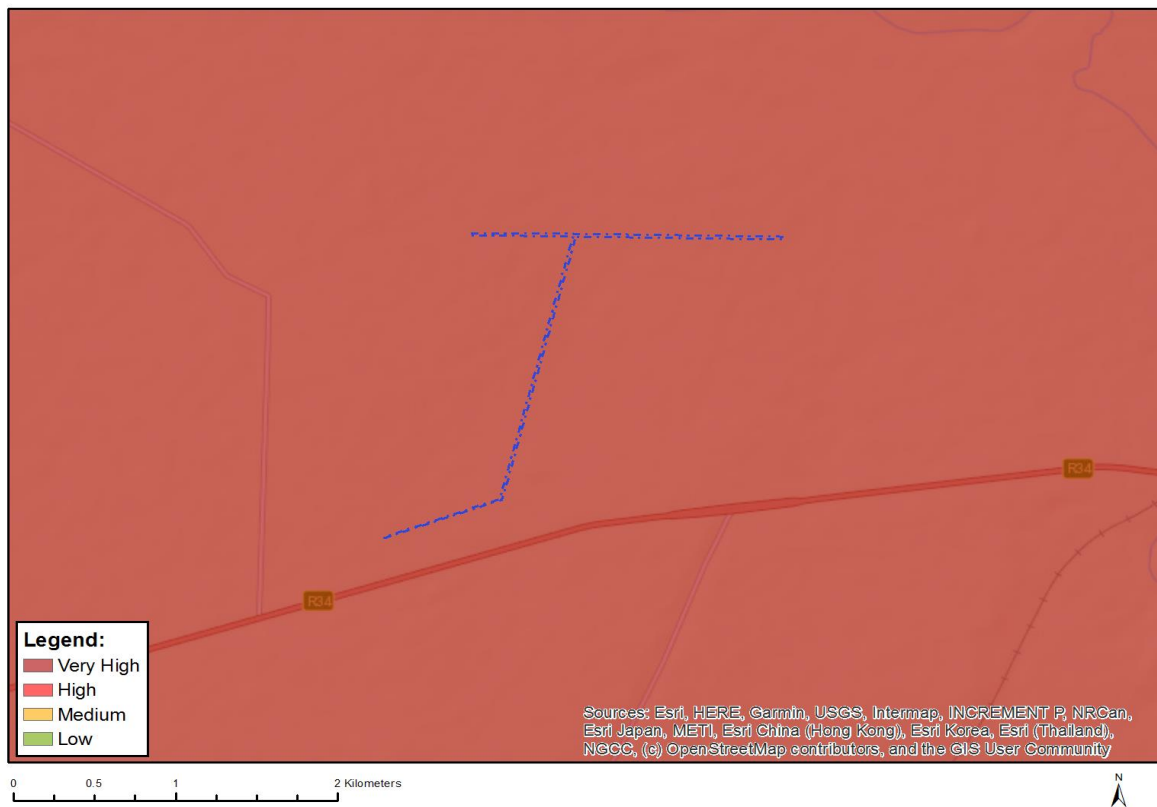 R34
R34
Legend:
Very High
High
Medium
Low
Sources: Esri, HERE, Garmin, USGS, Intermap, INCREMENT P, NRCan,
Esri Japan, METI, Esri China (Hong Kong), Esri Korea, Esri (Thailand),
NGCC, (c) OpenStreetMap contributors, and the GIS User Community
0 0.5 1 2 Kilometers
N